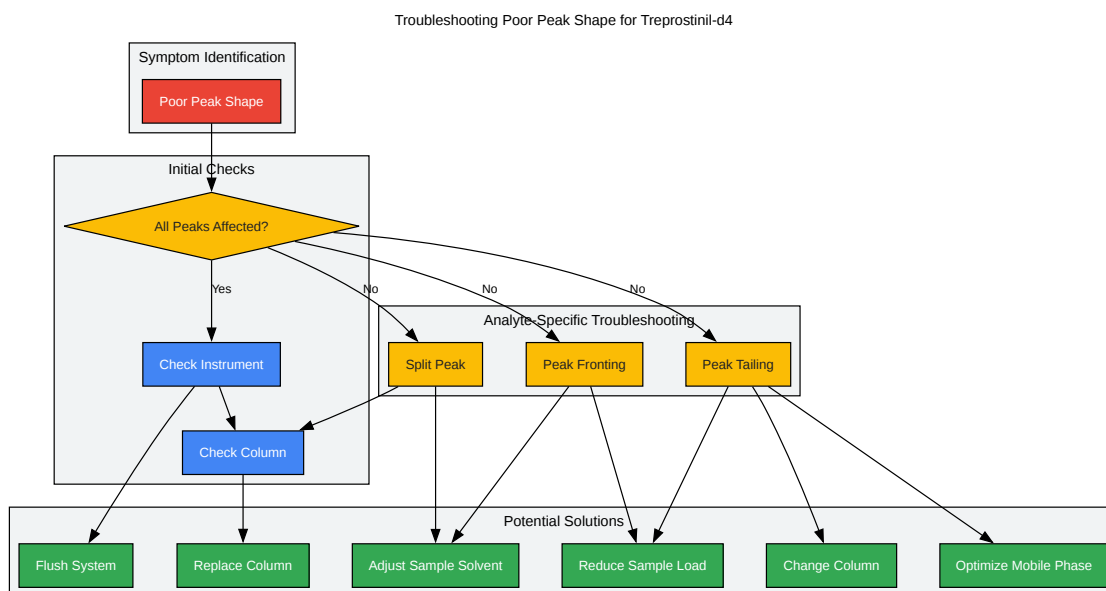 Troubleshooting Poor Peak Shape for Treprostinil-d4
Symptom Identification
Poor Peak Shape
Initial Checks
All Peaks Affected?
Yes
No
No
No
Analyte-Specific Troubleshooting
Check Instrument
Split Peak
Peak Fronting
Peak Tailing
Check Column
Potential Solutions
Flush System
Replace Column
Adjust Sample Solvent
Reduce Sample Load
Change Column
Optimize Mobile Phase